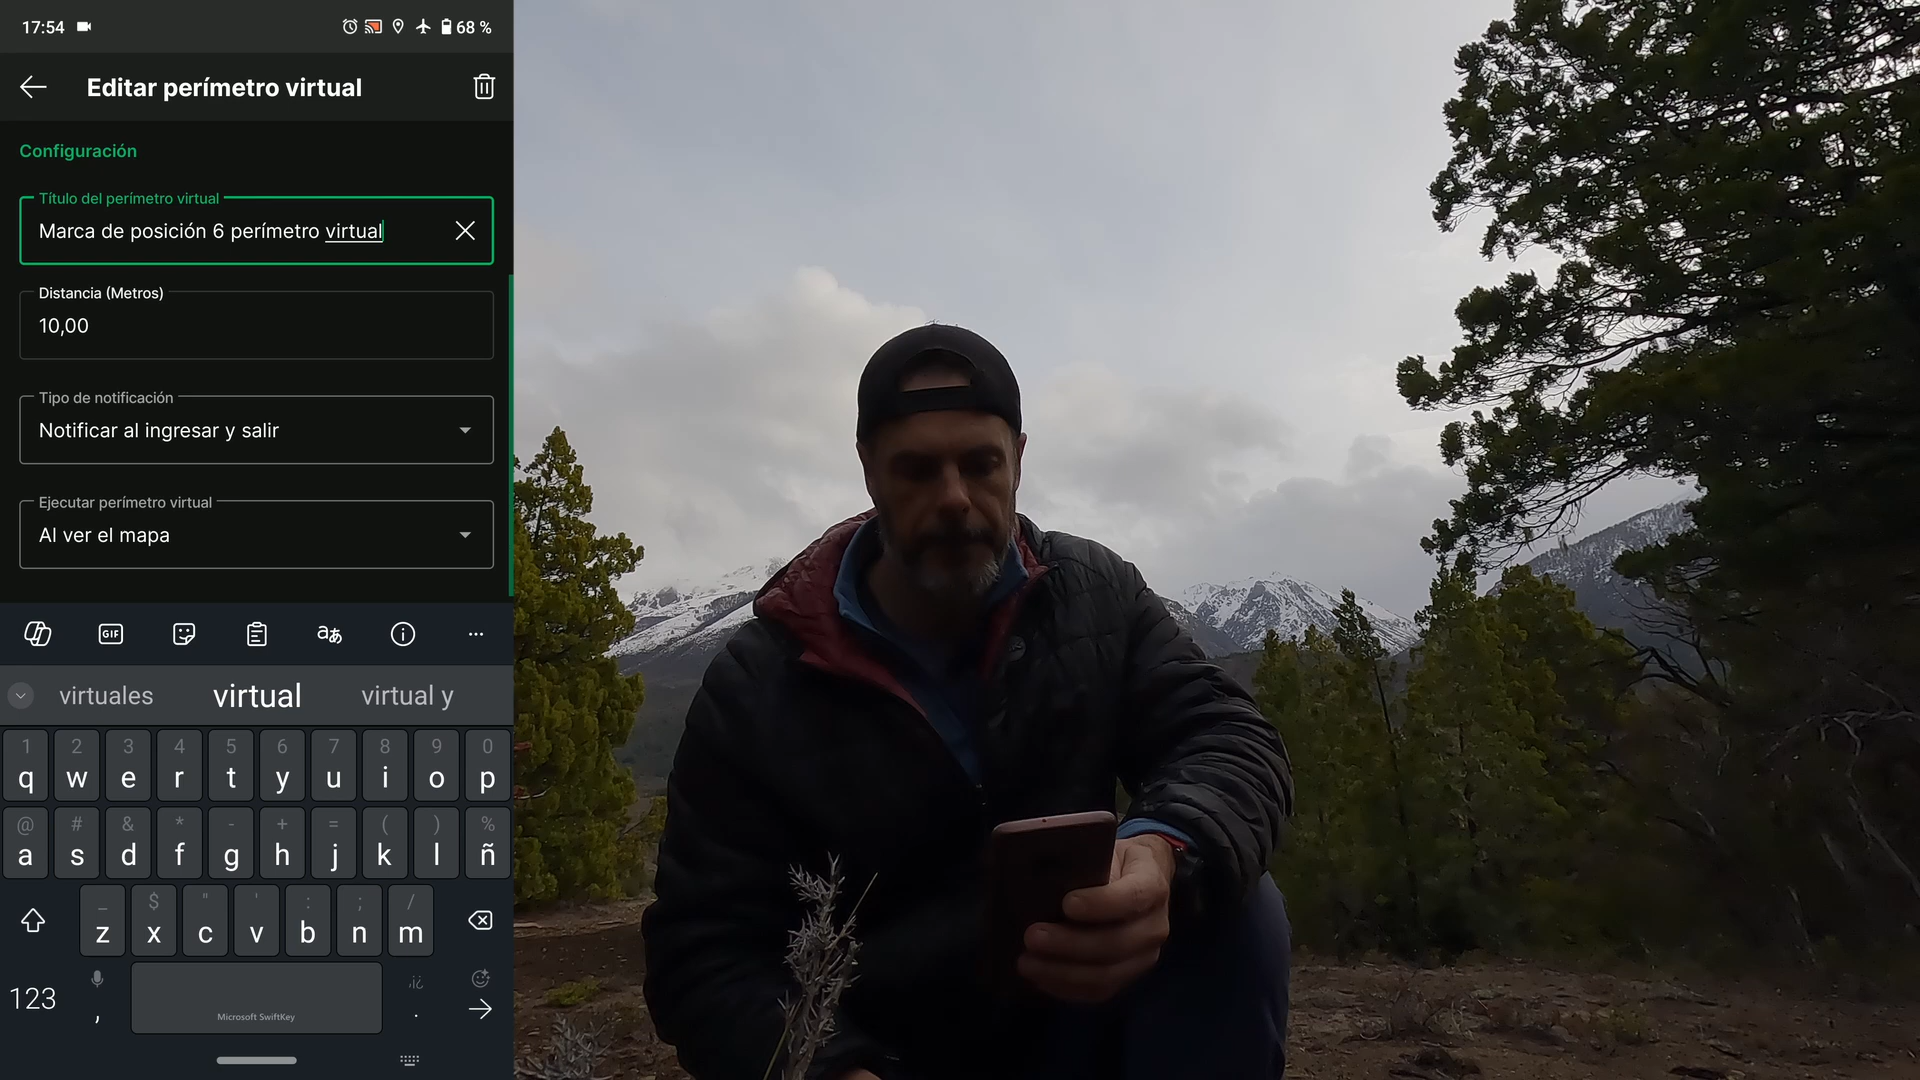 17:54
68 %
Editar perímetro virtual
Configuración
Título del perímetro virtual
Marca de posición 6 perímetro virtual
Distancia (Metros)
10,00
Tipo de notificación
Notificar al ingresar y salir
Ejecutar perímetro virtual
Al ver el mapa
GIF
virtuales virtual virtual y
1 2 3 4 5 6 7 8 9 0
q w e r t y u i o p
@ # & * - + = ( ) %
a s d f g h j k l ñ
_ $ " ' : ; /
z x c v b n m
123 , Microsoft SwiftKey .